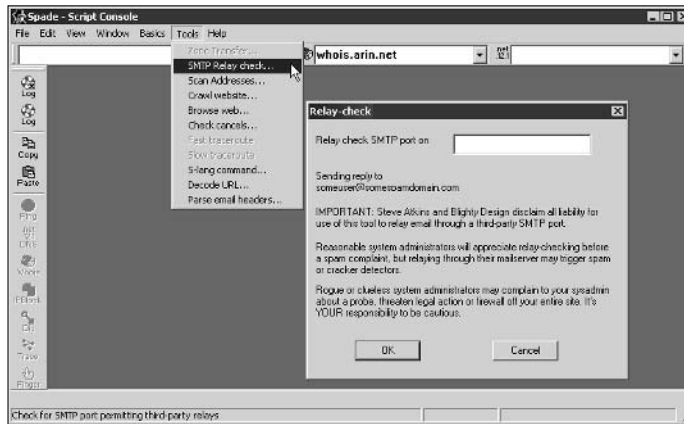 Spade - Script Console
File Edit View Window Basics Tools Help
whois.arin.net
Zone Transfer...
SMTP Relay check...
Scan Addresses...
Crawl website...
Browse web...
Check cancels...
Fast traceroute
Slow traceroute
S-lang command...
Decode URL...
Parse email headers...
Log
Log
Copy
Paste
Ping
DNS
Whois
IPBlock
Dig
Trace
Finger
Relay-check
Relay check SMTP port on
Sending reply to
someuser@somespamdomain.com
IMPORTANT: Steve Atkins and Blighty Design disclaim all liability for
use of this tool to relay email through a third-party SMTP port.
Reasonable system administrators will appreciate relay-checking before
a spam complaint, but relaying through their mailserver may trigger spam
or cracker detectors.
Rogue or clueless system administrators may complain to your sysadmin
about a probe, threaten legal action or firewall off your entire site. It's
YOUR responsibility to be cautious.
OK
Cancel
Check for SMTP port permitting third-party relays